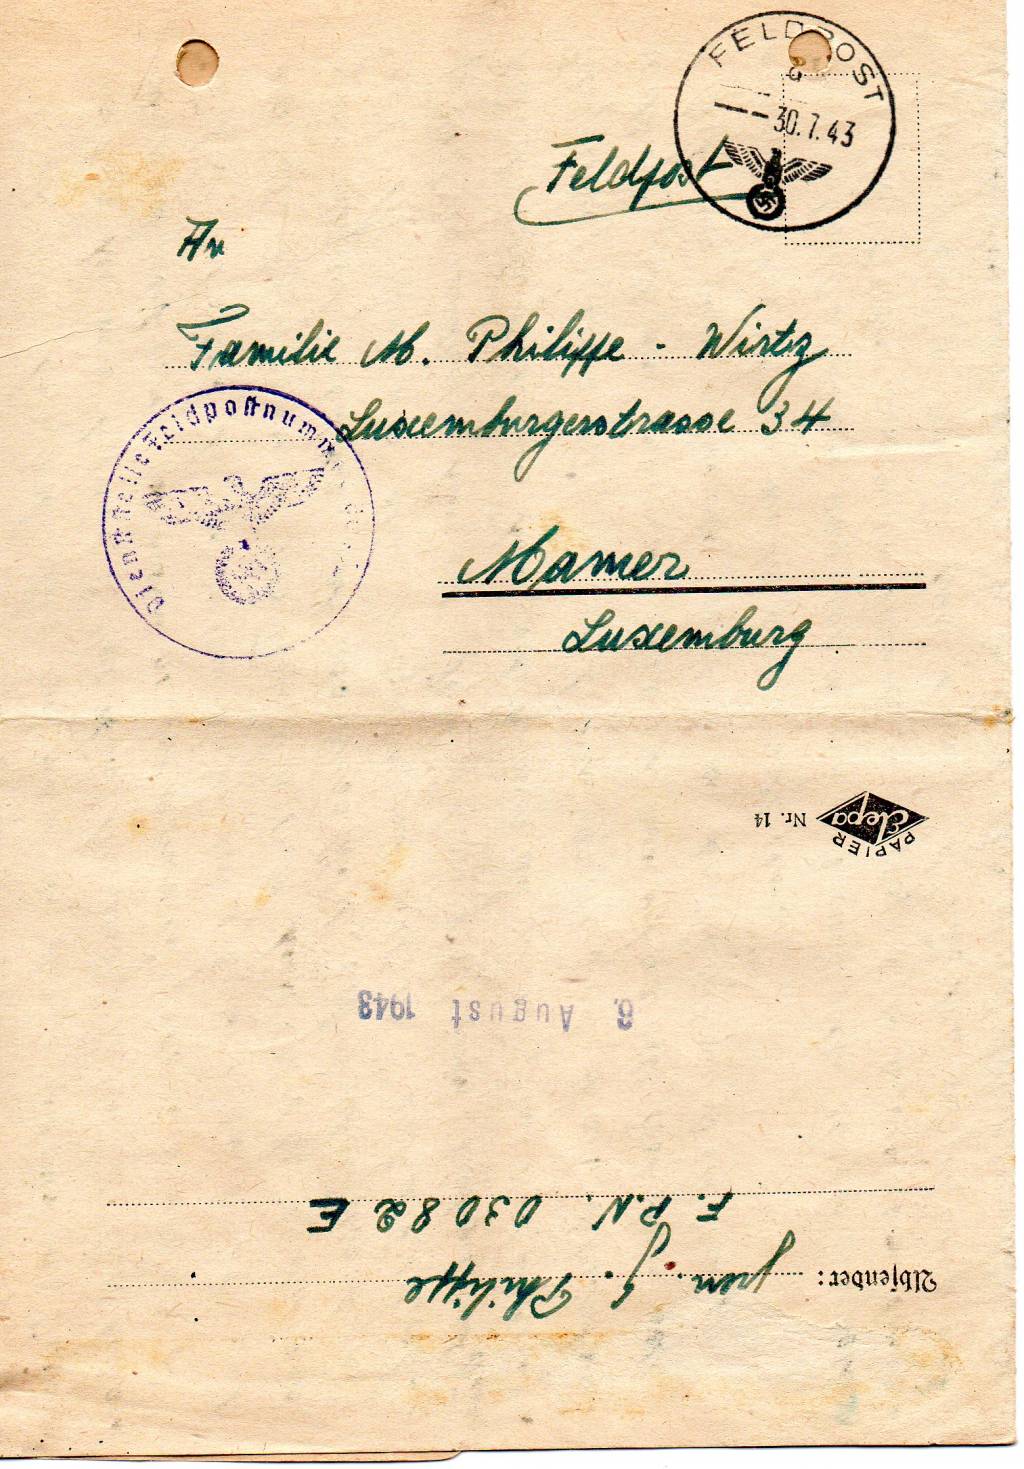 FELDPOST
a
30.7.43
Feldpost
An
Familie M. Philippe - Wirtz
Luxemburgerstrasse 34
Dienststelle Feldpostnummer
Mamer
Luxemburg
PAPIER
Elepa
Nr. 14
6. August 1943
Absender: Gren. J. Philippe
F. P.N. 03082 E